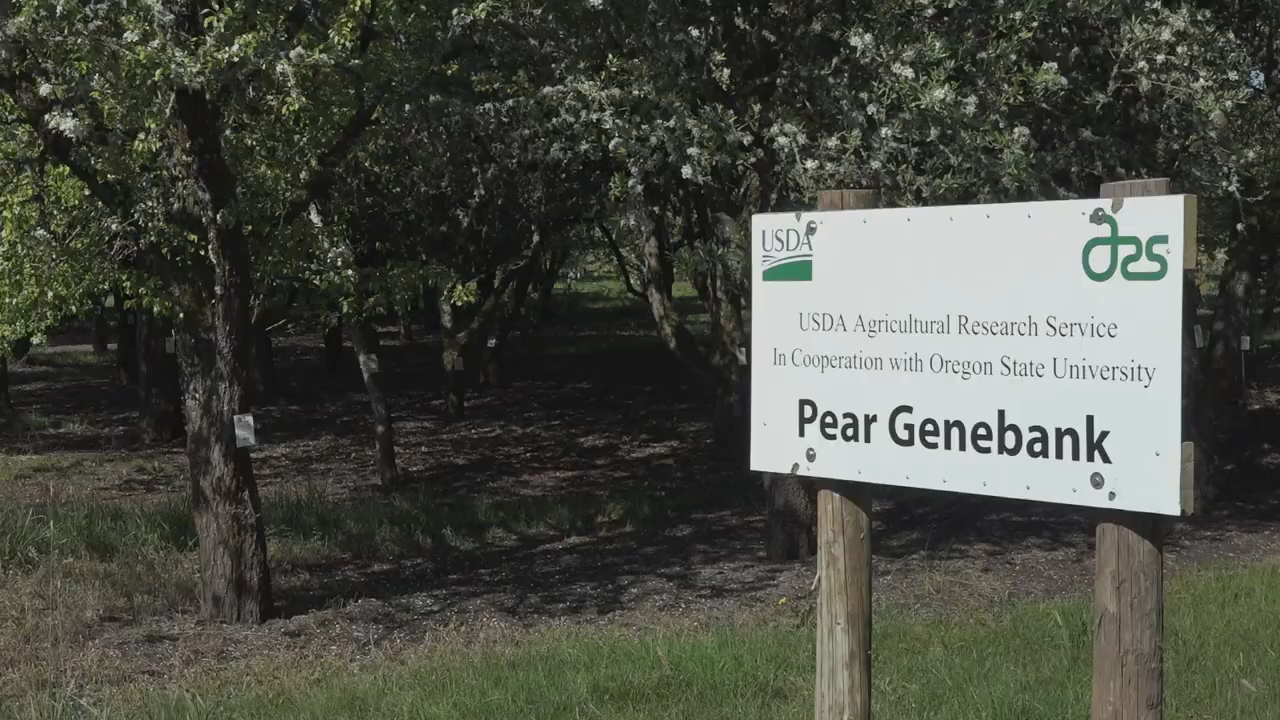 USDA
ars
USDA Agricultural Research Service
In Cooperation with Oregon State University
Pear Genebank